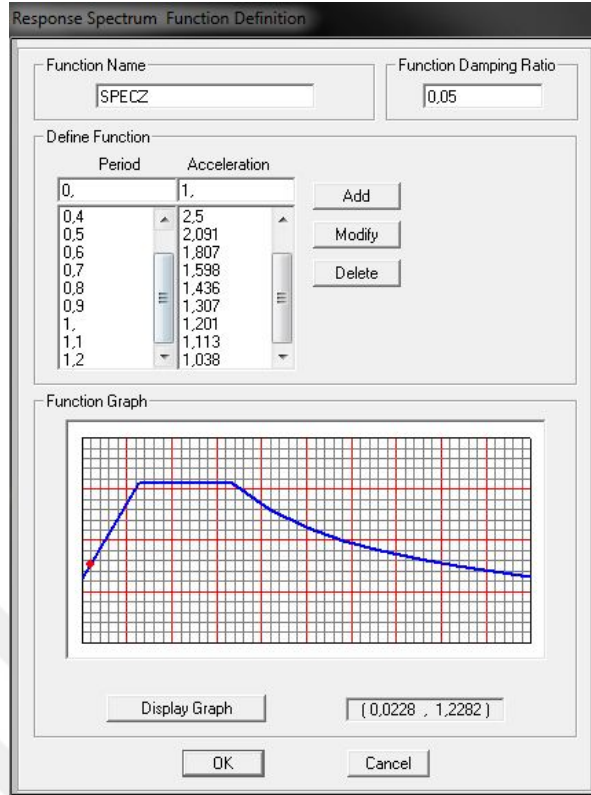 Response Spectrum Function Definition
Function Name
Function Damping Ratio
SPECZ
0,05
Define Function
Period Acceleration
0, 1, Add
0,4 2,5
0,5 2,091 Modify
0,6 1,807
0,7 1,598 Delete
0,8 1,436
0,9 1,307
1, 1,201
1,1 1,113
1,2 1,038
Function Graph
Display Graph (0,0228 , 1,2282 )
OK Cancel